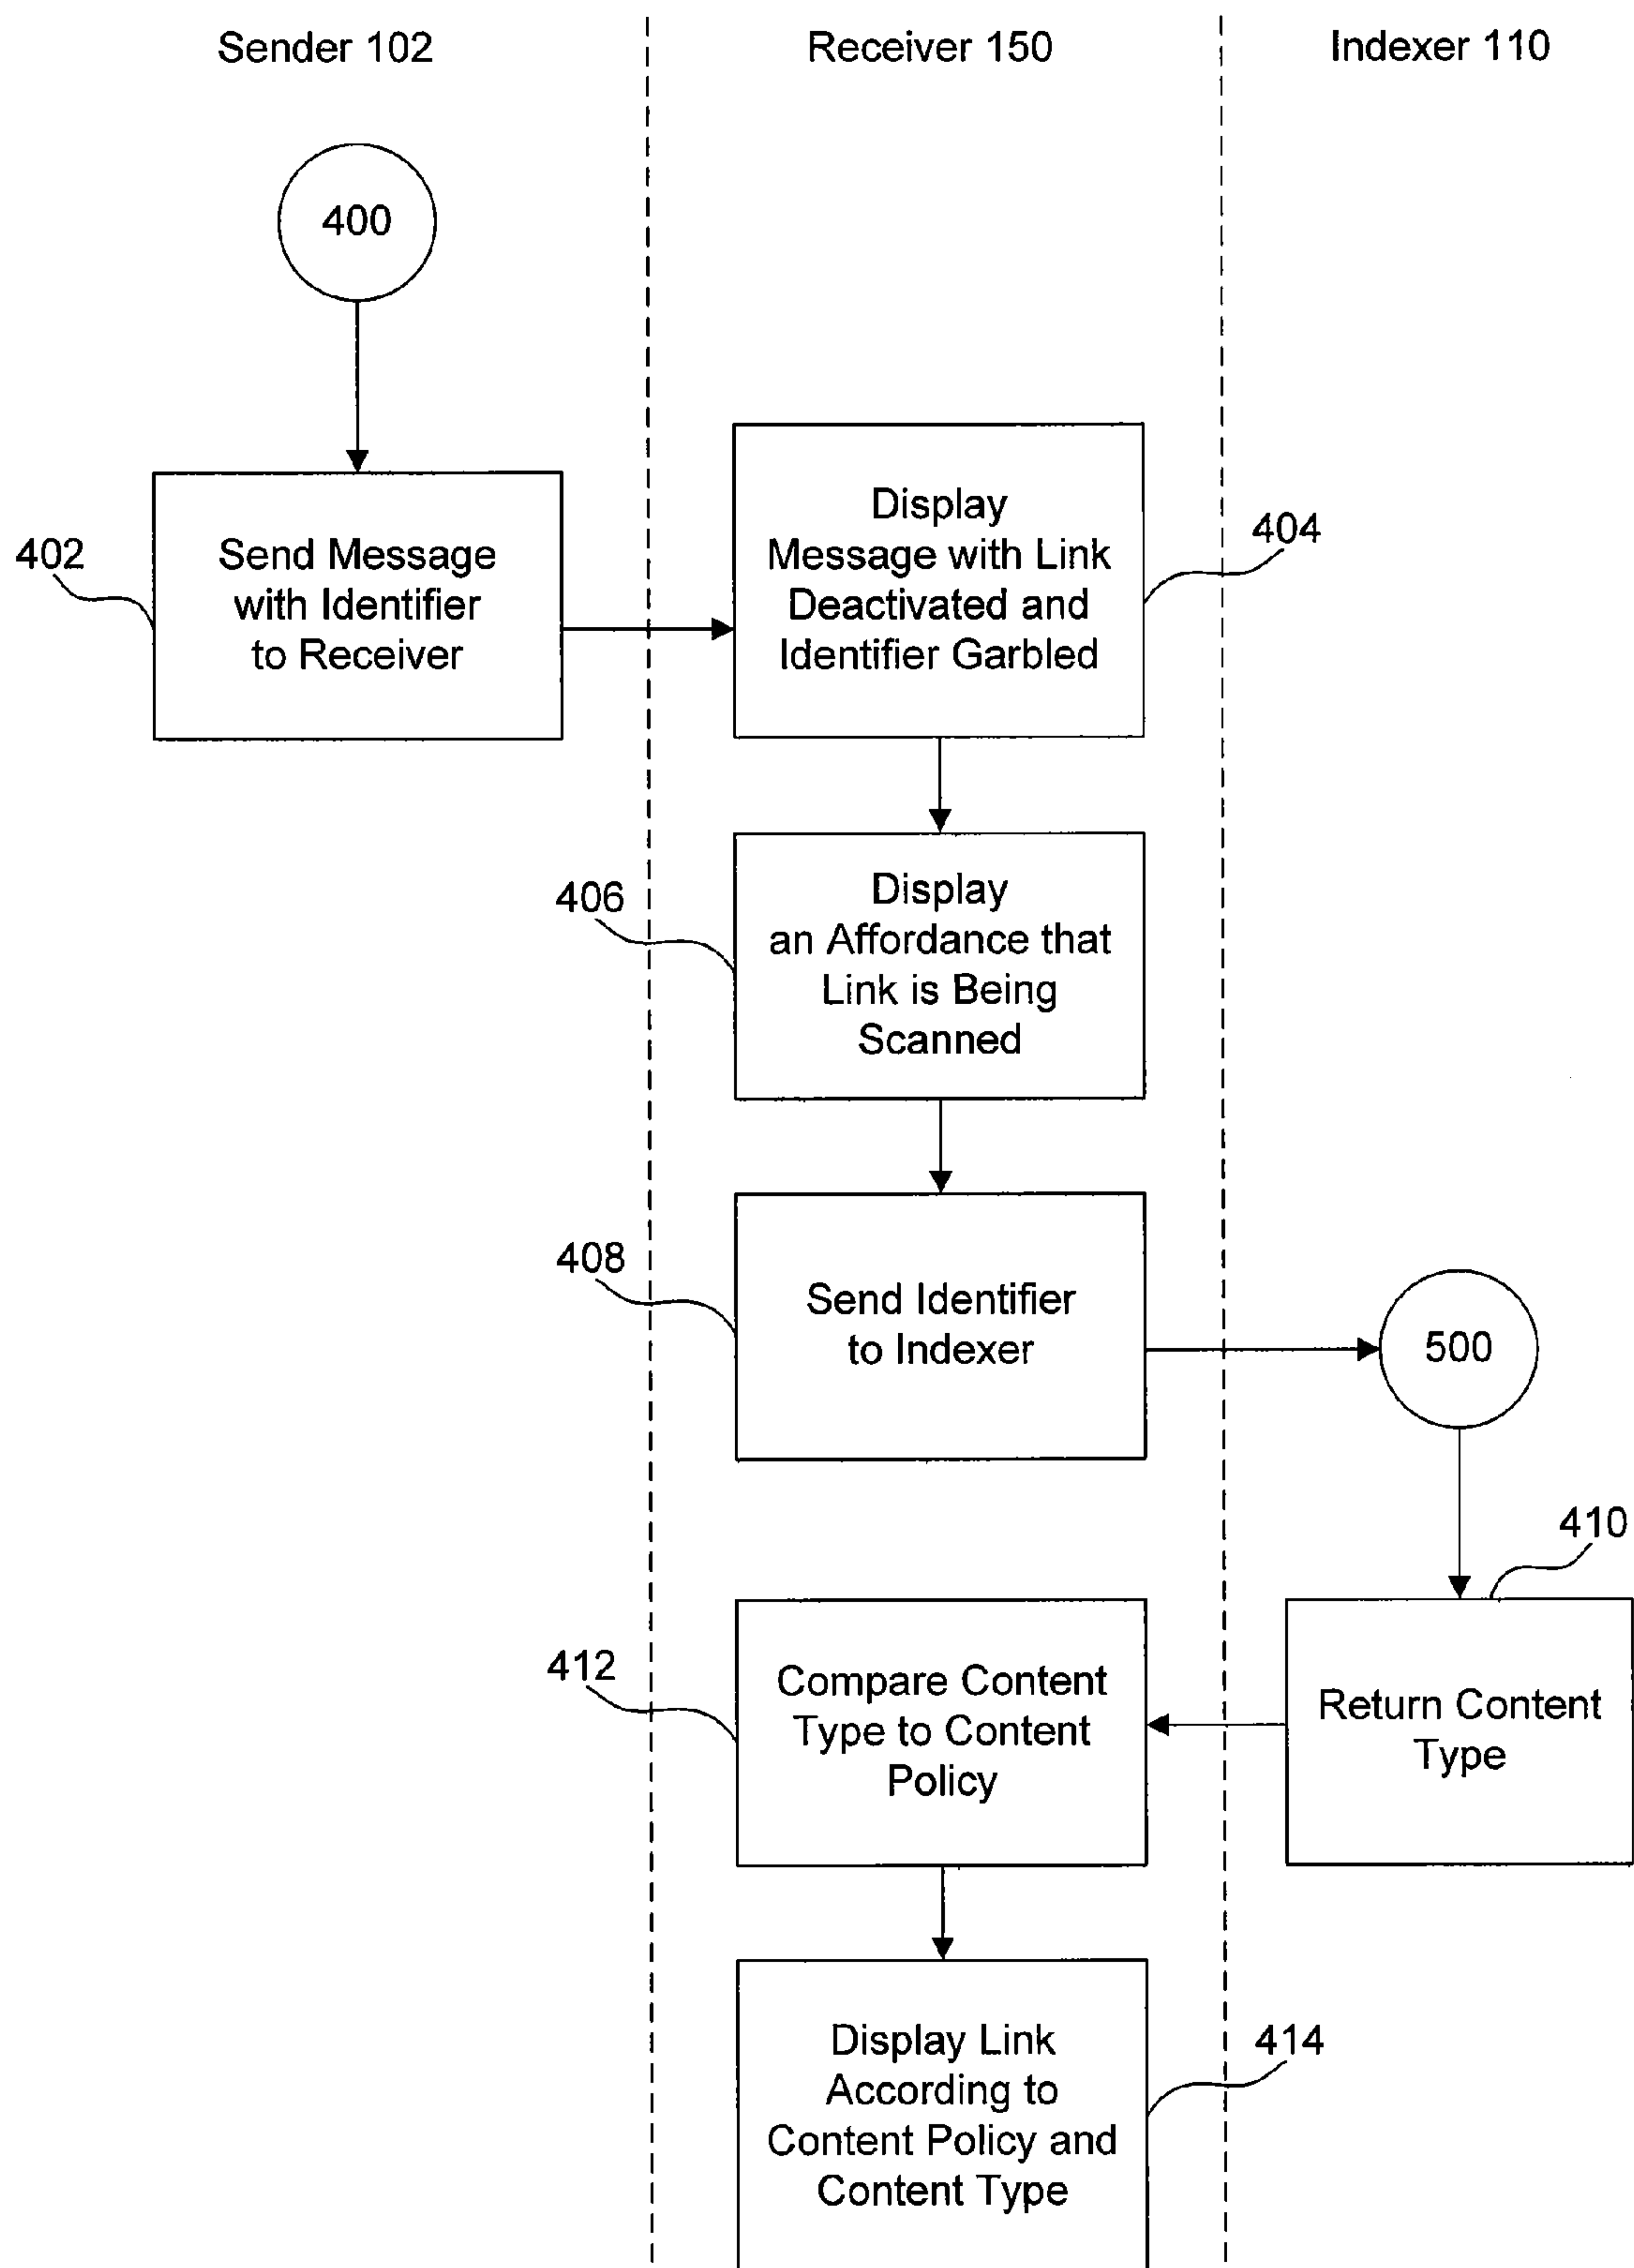 Sender 102
Receiver 150
Indexer 110
400
402
Send Message
with Identifier
to Receiver
Display
Message with Link
Deactivated and
Identifier Garbled
404
406
Display
an Affordance that
Link is Being
Scanned
408
Send Identifier
to Indexer
500
410
Return Content
Type
412
Compare Content
Type to Content
Policy
Display Link
According to
Content Policy and
Content Type
414